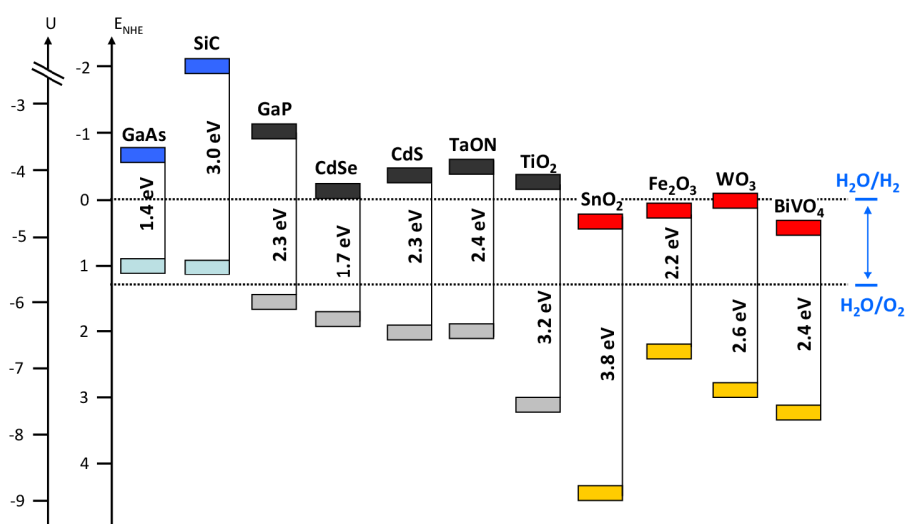 U
E_NHE
SiC
-2
-3
GaP
-1
GaAs
3.0 eV
TaON
CdS
CdSe
TiO₂
-4
H₂O/H₂
Fe₂O₃
WO₃
SnO₂
BiVO₄
0
1.4 eV
2.3 eV
1.7 eV
2.3 eV
2.4 eV
2.2 eV
-5
1
-6
H₂O/O₂
3.2 eV
2.6 eV
2.4 eV
2
3.8 eV
-7
3
-8
4
-9